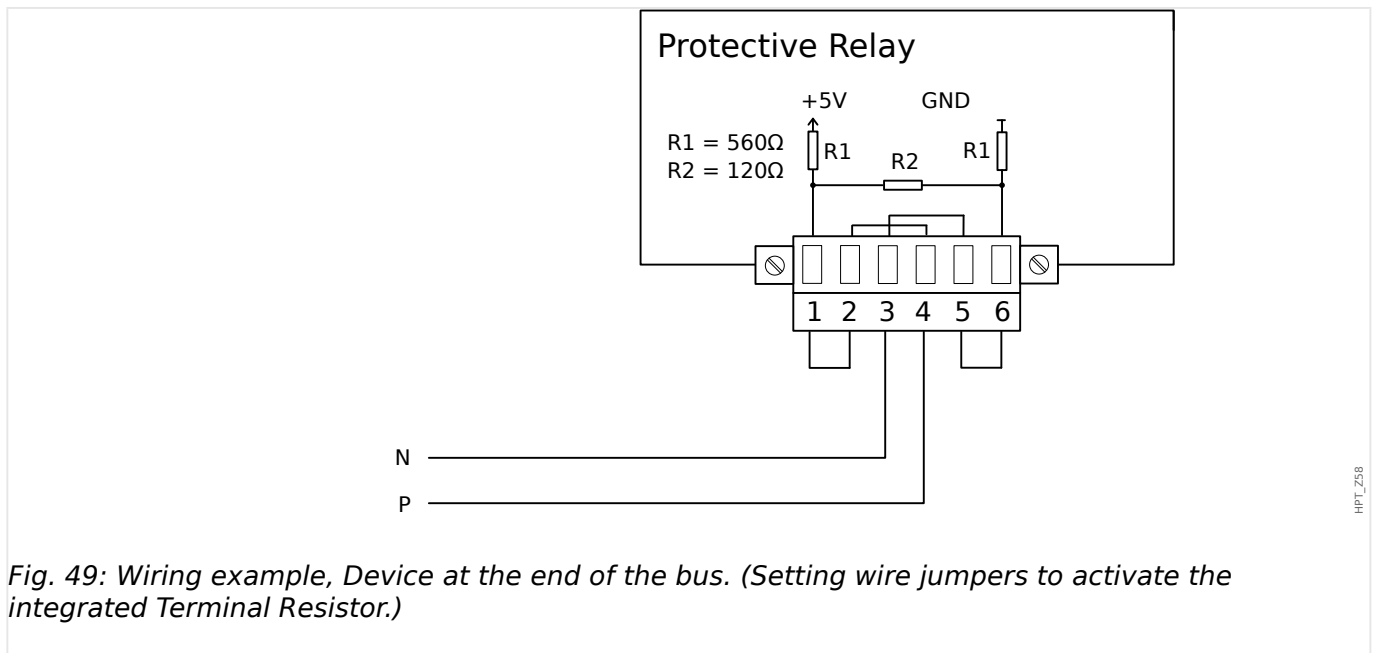 Protective Relay
+5V GND
R1 = 560Ω
R2 = 120Ω
R1 R2 R1
1 2 3 4 5 6
N
P
HPT_Z58
Fig. 49: Wiring example, Device at the end of the bus. (Setting wire jumpers to activate the
integrated Terminal Resistor.)